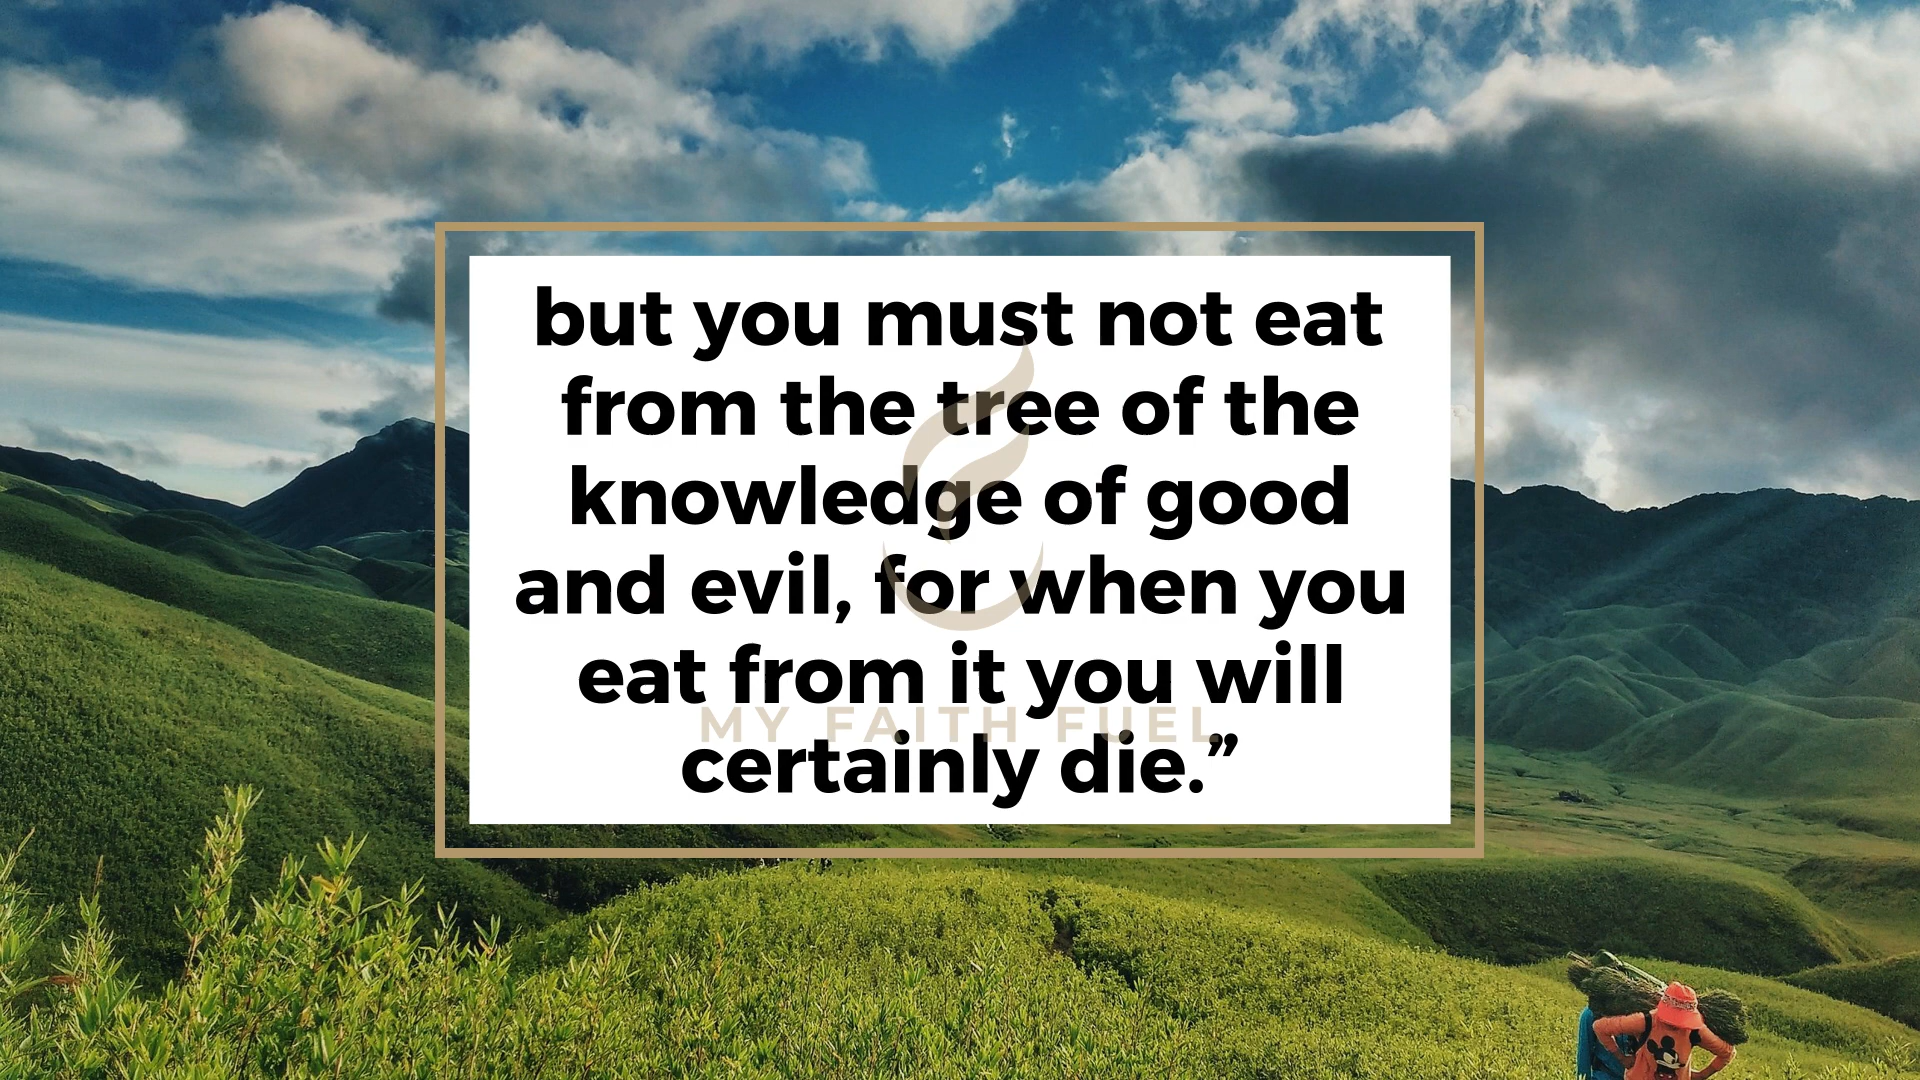 but you must not eat
from the tree of the
knowledge of good
and evil, for when you
eat from it you will
MY FAITH FUEL
certainly die.”